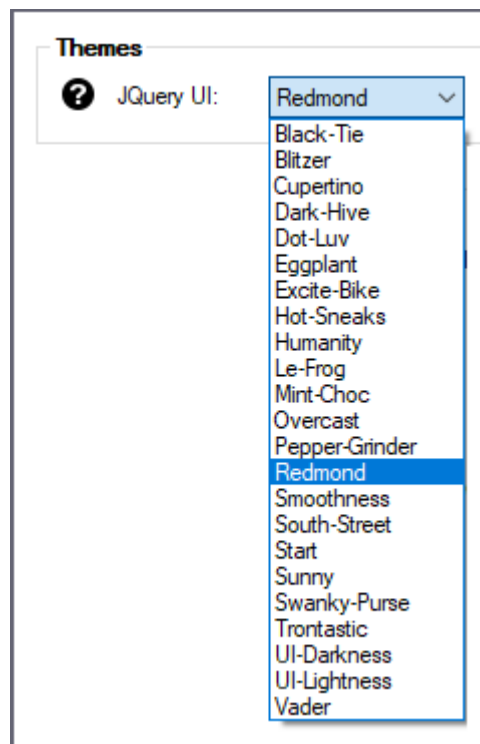 Themes
? JQuery UI: Redmond
Black-Tie
Blitzer
Cupertino
Dark-Hive
Dot-Luv
Eggplant
Excite-Bike
Hot-Sneaks
Humanity
Le-Frog
Mint-Choc
Overcast
Pepper-Grinder
Redmond
Smoothness
South-Street
Start
Sunny
Swanky-Purse
Trontastic
UI-Darkness
UI-Lightness
Vader